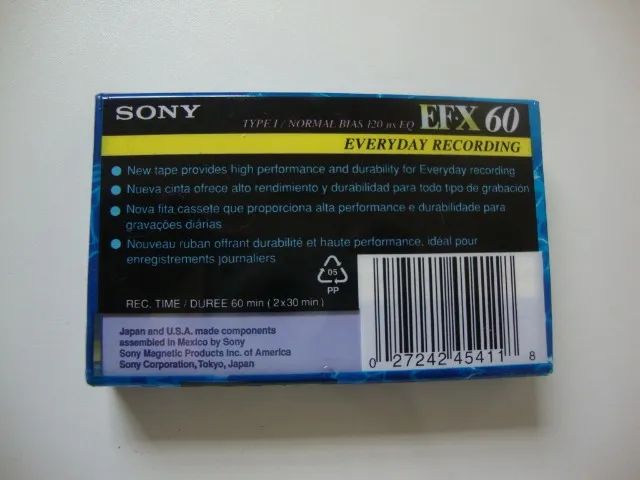 SONY
TYPE I / NORMAL BIAS 120 µs EQ EF·X 60
EVERYDAY RECORDING
• New tape provides high performance and durability for Everyday recording
• Nueva cinta ofrece alto rendimiento y durabilidad para todo tipo de grabación
• Nova fita cassete que proporciona alta performance e durabilidade para
gravações diárias
• Nouveau ruban offrant durabilité et haute performance, idéal pour
enregistrements journaliers
05
PP
REC. TIME / DUREE 60 min ( 2 x 30 min )
Japan and U.S.A. made components
assembled in Mexico by Sony
Sony Magnetic Products Inc. of America
Sony Corporation, Tokyo, Japan
0 27242 45411 8